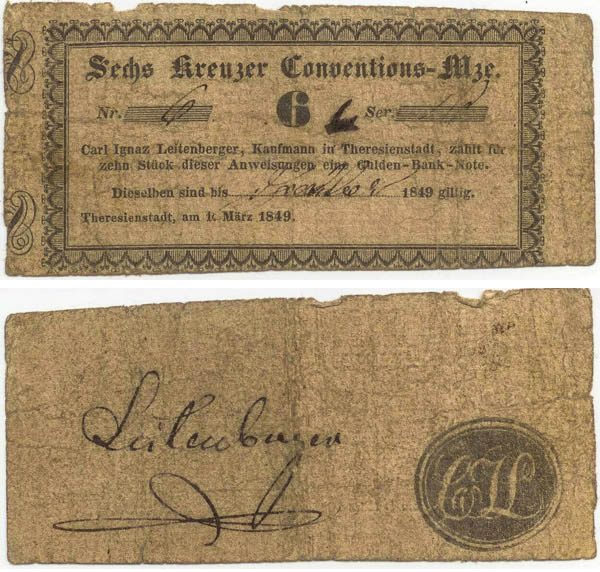 Sechs Kreuzer Conventions-Mze.
Nr. 6 6 Ser.
Carl Ignaz Leitenberger, Kaufmann in Theresienstadt, zahlt für
zehn Stück dieser Anweisungen eine Gulden-Bank-Note.
Dieselben sind bis 1849 giltig.
Theresienstadt, am 1. März 1849.
Leitenberger